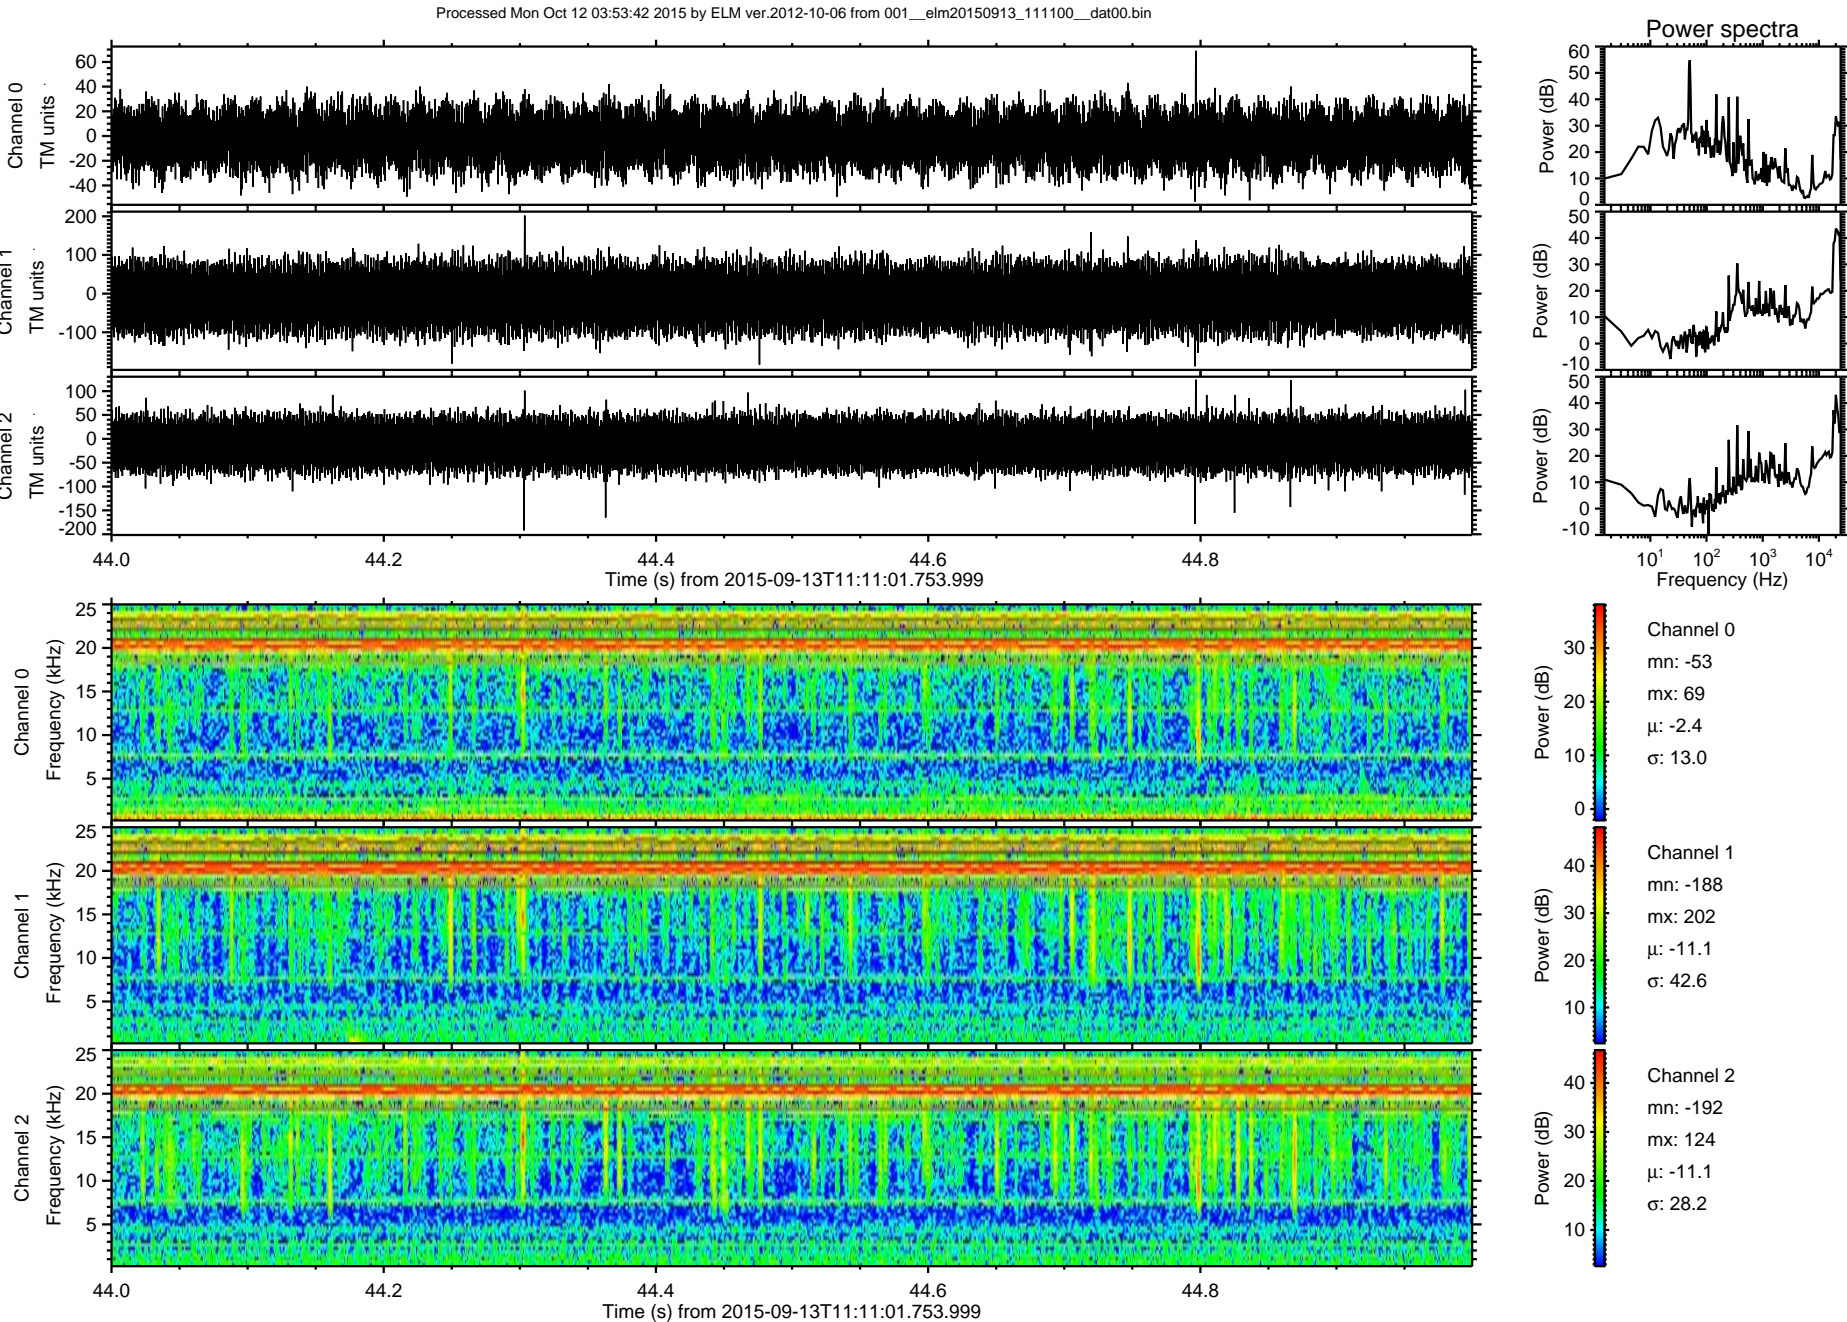 Processed Mon Oct 12 03:53:42 2015 by ELM ver.2012-10-06 from 001__elm20150913_111100__dat00.bin
Power spectra
Channel 0
TM units
60
40
20
0
-20
-40
Power (dB)
60
50
40
30
20
10
0
Channel 1
TM units
200
100
0
-100
Power (dB)
50
40
30
20
10
0
-10
Channel 2
TM units
100
50
0
-50
-100
-150
-200
Power (dB)
50
40
30
20
10
0
-10
44.0 44.2 44.4 44.6 44.8
Time (s) from 2015-09-13T11:11:01.753.999
10^1 10^2 10^3 10^4
Frequency (Hz)
Channel 0
Frequency (kHz)
25
20
15
10
5
Power (dB)
30
20
10
0
Channel 0
mn: -53
mx: 69
μ: -2.4
σ: 13.0
Channel 1
Frequency (kHz)
25
20
15
10
5
Power (dB)
40
30
20
10
Channel 1
mn: -188
mx: 202
μ: -11.1
σ: 42.6
Channel 2
Frequency (kHz)
25
20
15
10
5
Power (dB)
40
30
20
10
Channel 2
mn: -192
mx: 124
μ: -11.1
σ: 28.2
44.0 44.2 44.4 44.6 44.8
Time (s) from 2015-09-13T11:11:01.753.999